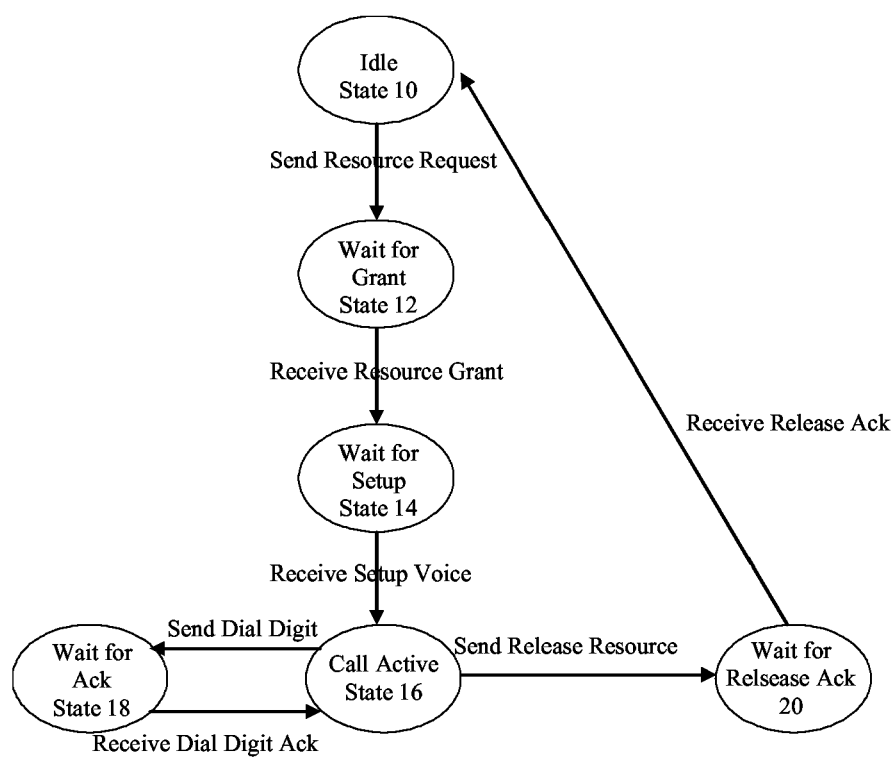 Idle
State 10
Send Resource Request
Wait for
Grant
State 12
Receive Resource Grant
Receive Release Ack
Wait for
Setup
State 14
Receive Setup Voice
Send Dial Digit
Wait for
Ack
State 18
Call Active
State 16
Send Release Resource
Wait for
Relsease Ack
20
Receive Dial Digit Ack